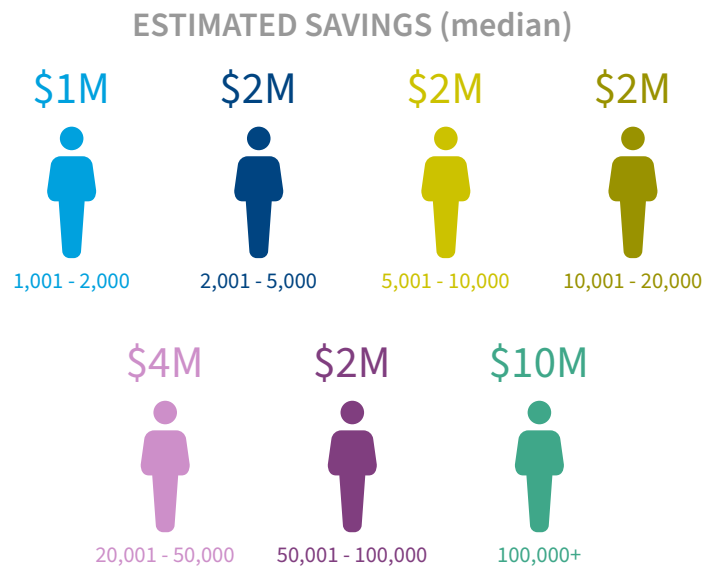 ESTIMATED SAVINGS (median)
$1M $2M $2M $2M
1,001 - 2,000 2,001 - 5,000 5,001 - 10,000 10,001 - 20,000
$4M $2M $10M
20,001 - 50,000 50,001 - 100,000 100,000+